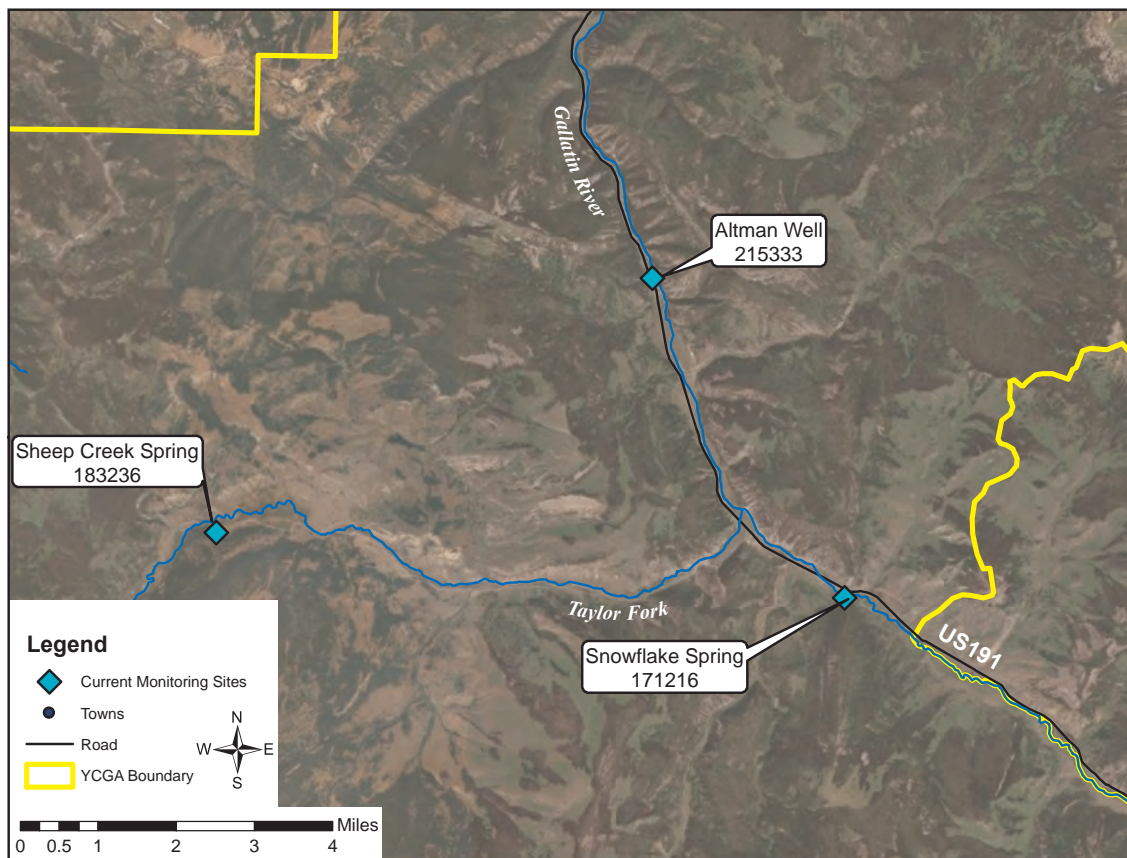 Gallatin River
Altman Well
215333
Sheep Creek Spring
183236
Taylor Fork
Snowflake Spring
171216
US191
Legend
Current Monitoring Sites
Towns
Road
YCGA Boundary
N
W E
S
0 0.5 1 2 3 4 Miles